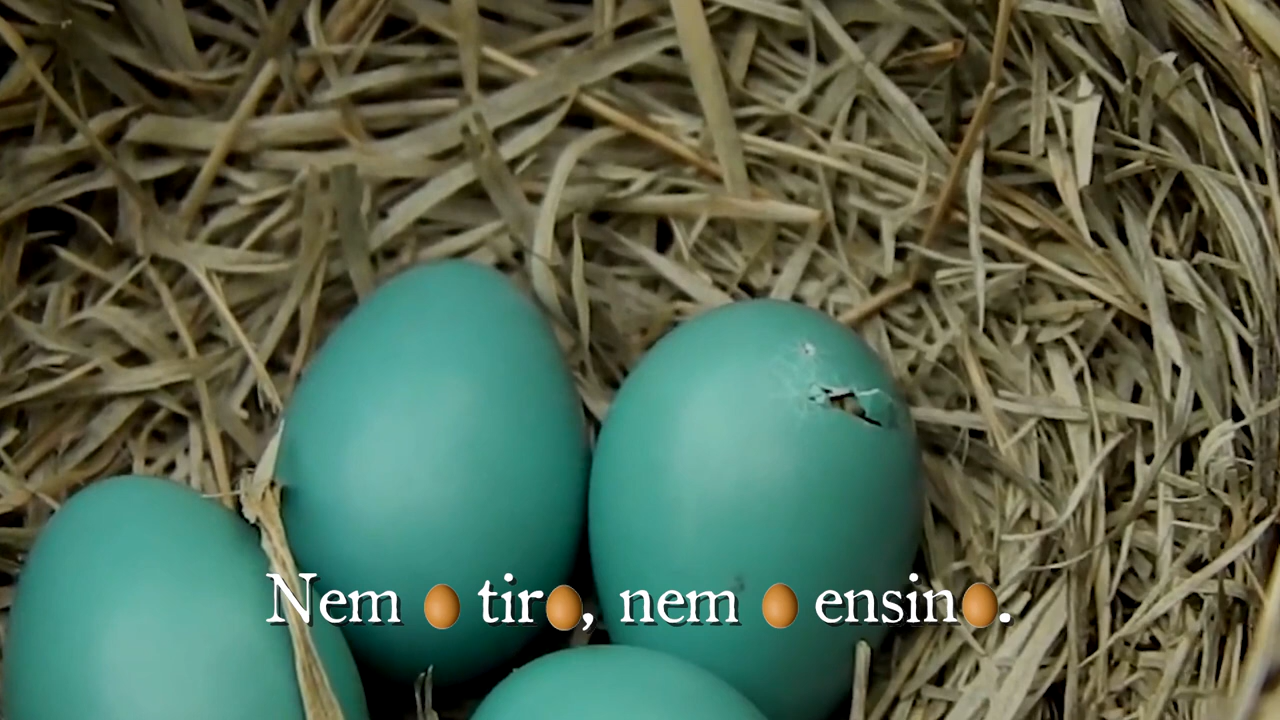 Nem 🥚 tir🥚, nem 🥚 ensin🥚.